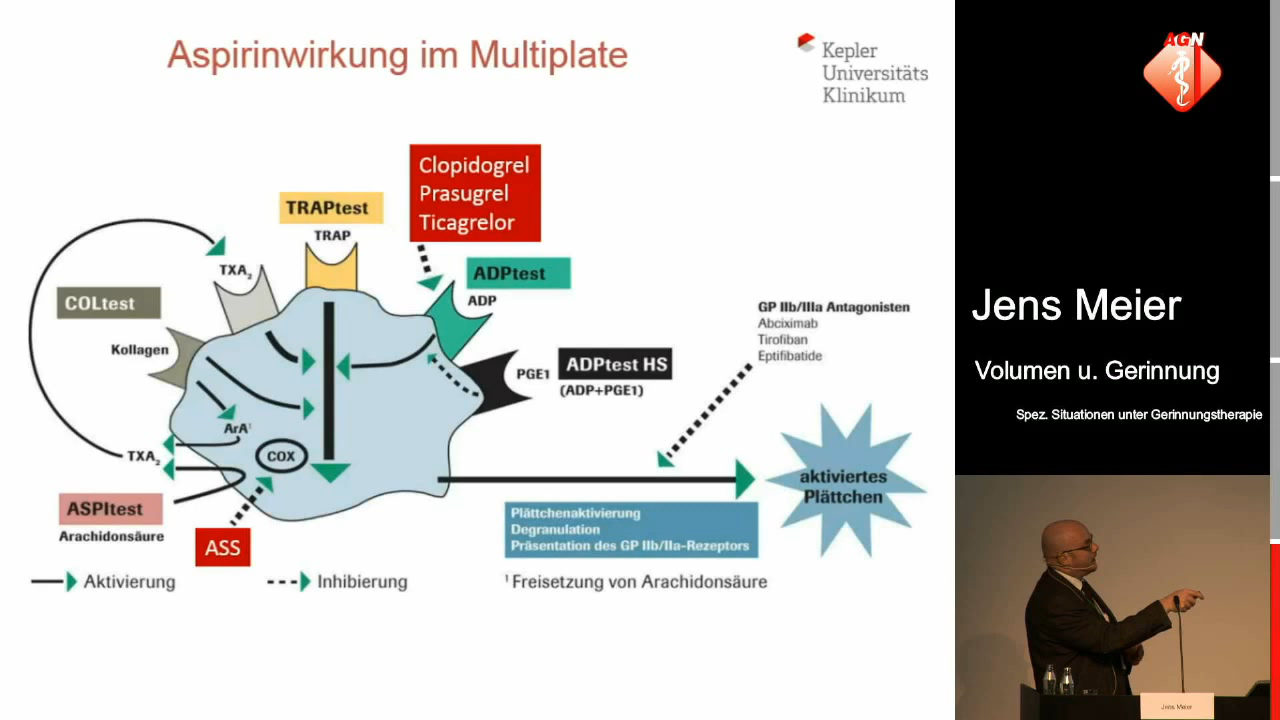 Aspirinwirkung im Multiplate
Kepler
Universitäts
Klinikum
Clopidogrel
Prasugrel
Ticagrelor
TRAPtest
TRAP
TXA2
ADPtest
ADP
COLtest
Kollagen
GP IIb/IIIa Antagonisten
Abciximab
Tirofiban
Eptifibatide
PGE1
ADPtest HS
(ADP+PGE1)
ArA¹
TXA2
COX
aktiviertes
Plättchen
ASPItest
Arachidonsäure
ASS
Plättchenaktivierung
Degranulation
Präsentation des GP IIb/IIa-Rezeptors
Aktivierung
Inhibierung
¹ Freisetzung von Arachidonsäure
AGN
Jens Meier
Volumen u. Gerinnung
Spez. Situationen unter Gerinnungstherapie
Jens Meier